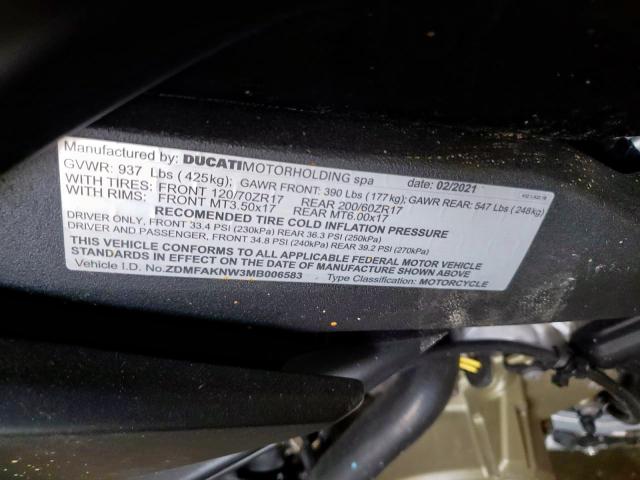 Manufactured by: DUCATIMOTORHOLDING spa date: 02/2021
GVWR: 937 Lbs (425kg); GAWR FRONT: 390 Lbs (177kg); GAWR REAR: 547 Lbs (248kg)
WITH TIRES: FRONT 120/70ZR17 REAR 200/60ZR17
WITH RIMS: FRONT MT3.50x17 REAR MT6.00x17
RECOMENDED TIRE COLD INFLATION PRESSURE
DRIVER ONLY, FRONT 33.4 PSI (230kPa) REAR 36.3 PSI (250kPa)
DRIVER AND PASSENGER, FRONT 34.8 PSI (240kPa) REAR 39.2 PSI (270kPa)
THIS VEHICLE CONFORMS TO ALL APPLICABLE FEDERAL MOTOR VEHICLE
STANDARDS IN EFFECT ON THE DATE OF MANUFACTURE SHOWN ABOVE
Vehicle I.D. No.ZDMFAKNW3MB006583 Type Classification: MOTORCYCLE